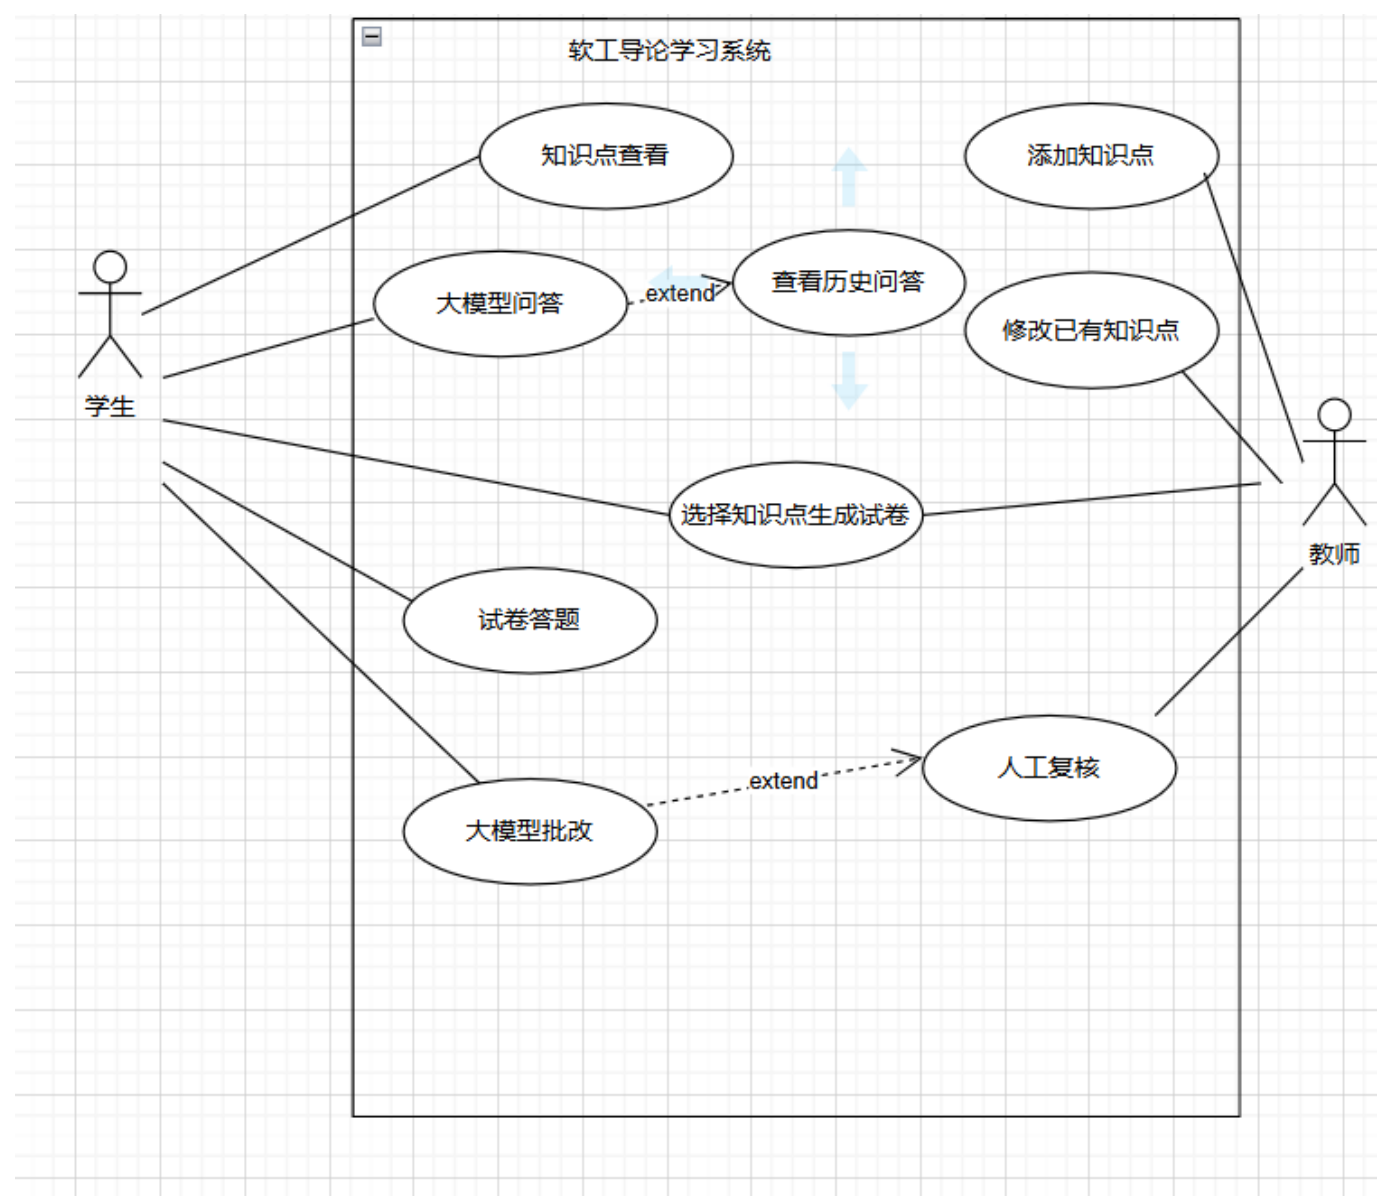 软工导论学习系统
知识点查看
添加知识点
大模型问答
extend
查看历史问答
修改已有知识点
学生
选择知识点生成试卷
教师
试卷答题
人工复核
extend
大模型批改